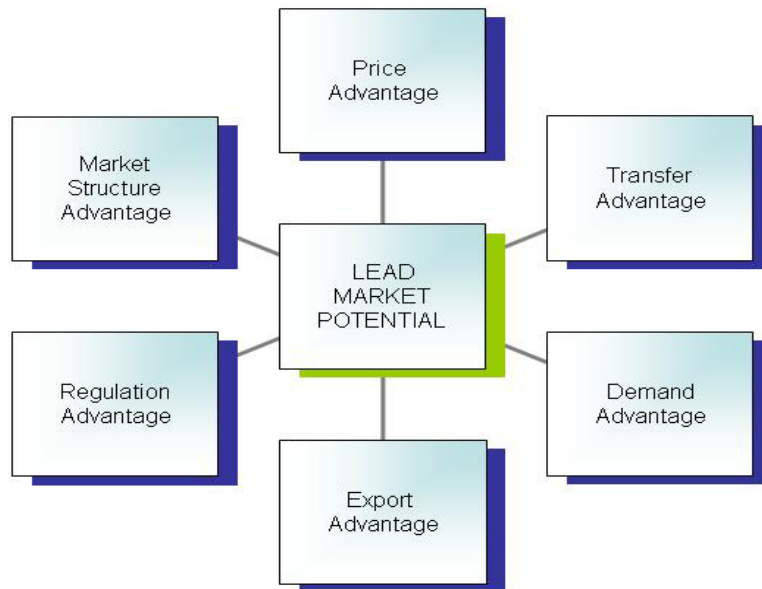 Price
Advantage
Market
Structure
Advantage
Transfer
Advantage
LEAD
MARKET
POTENTIAL
Regulation
Advantage
Demand
Advantage
Export
Advantage